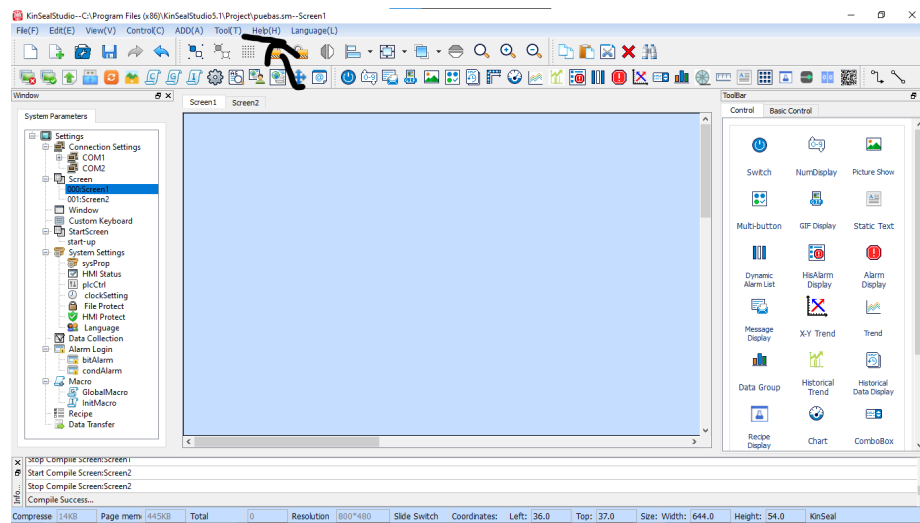 KinSealStudio--C:\Program Files (x86)\KinSealStudio5.1\Project\puebas.sm--Screen1
File(F) Edit(E) View(V) Control(C) ADD(A) Tool(T) Help(H) Language(L)
Window
System Parameters
Settings
Connection Settings
COM1
COM2
Screen
000:Screen1
001:Screen2
Window
Custom Keyboard
StartScreen
start-up
System Settings
sysProp
HMI Status
plcCtrl
clockSetting
File Protect
HMI Protect
Language
Data Collection
Alarm Login
bitAlarm
condAlarm
Macro
GlobalMacro
InitMacro
Recipe
Data Transfer
Screen1 Screen2
ToolBar
Control Basic Control
Switch NumDisplay Picture Show
Multi-button GIF Display Static Text
Dynamic Alarm List HisAlarm Display Alarm Display
Message Display X-Y Trend Trend
Data Group Historical Trend Historical Data Display
Recipe Display Chart ComboBox
Info...
Stop Compile Screen:Screen1
Start Compile Screen:Screen2
Stop Compile Screen:Screen2
Compile Success...
Compresse 14KB Page mem 445KB Total 0 Resolution 800*480 Slide Switch Coordinates: Left: 36.0 Top: 37.0 Size: Width: 644.0 Height: 54.0 KinSeal